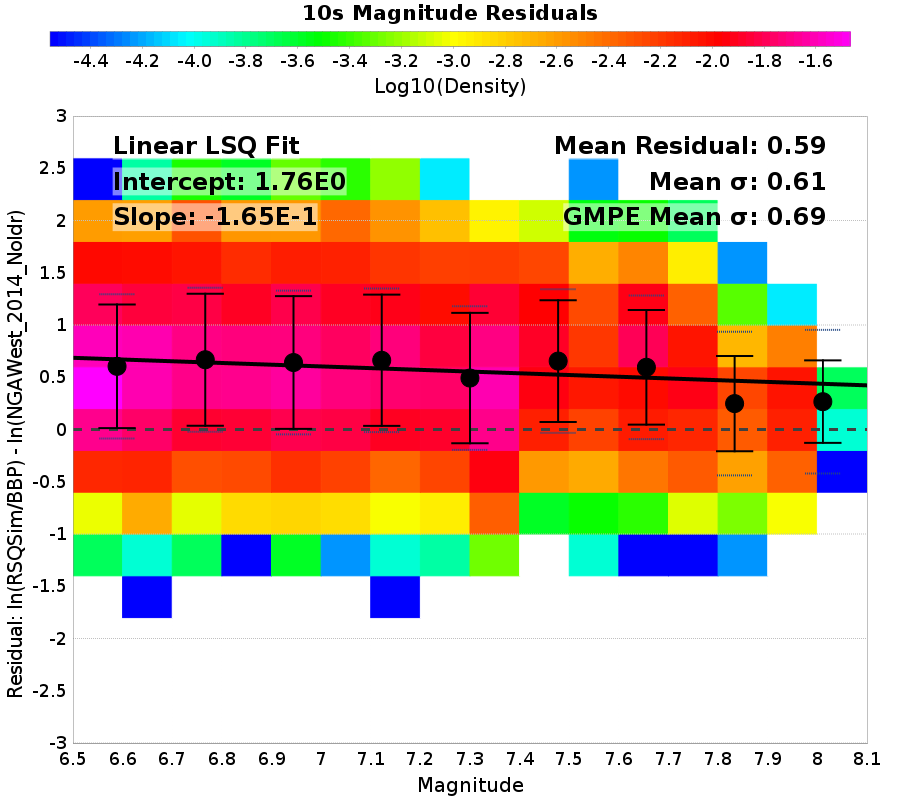 10s Magnitude Residuals
-4.4 -4.2 -4.0 -3.8 -3.6 -3.4 -3.2 -3.0 -2.8 -2.6 -2.4 -2.2 -2.0 -1.8 -1.6
Log10(Density)
Linear LSQ Fit
Intercept: 1.76E0
Slope: -1.65E-1
Mean Residual: 0.59
Mean σ: 0.61
GMPE Mean σ: 0.69
Residual: ln(RSQSim/BBP) - ln(NGAWest_2014_NoIdr)
3
2.5
2
1.5
1
0.5
0
-0.5
-1
-1.5
-2
-2.5
-3
6.5 6.6 6.7 6.8 6.9 7 7.1 7.2 7.3 7.4 7.5 7.6 7.7 7.8 7.9 8 8.1
Magnitude